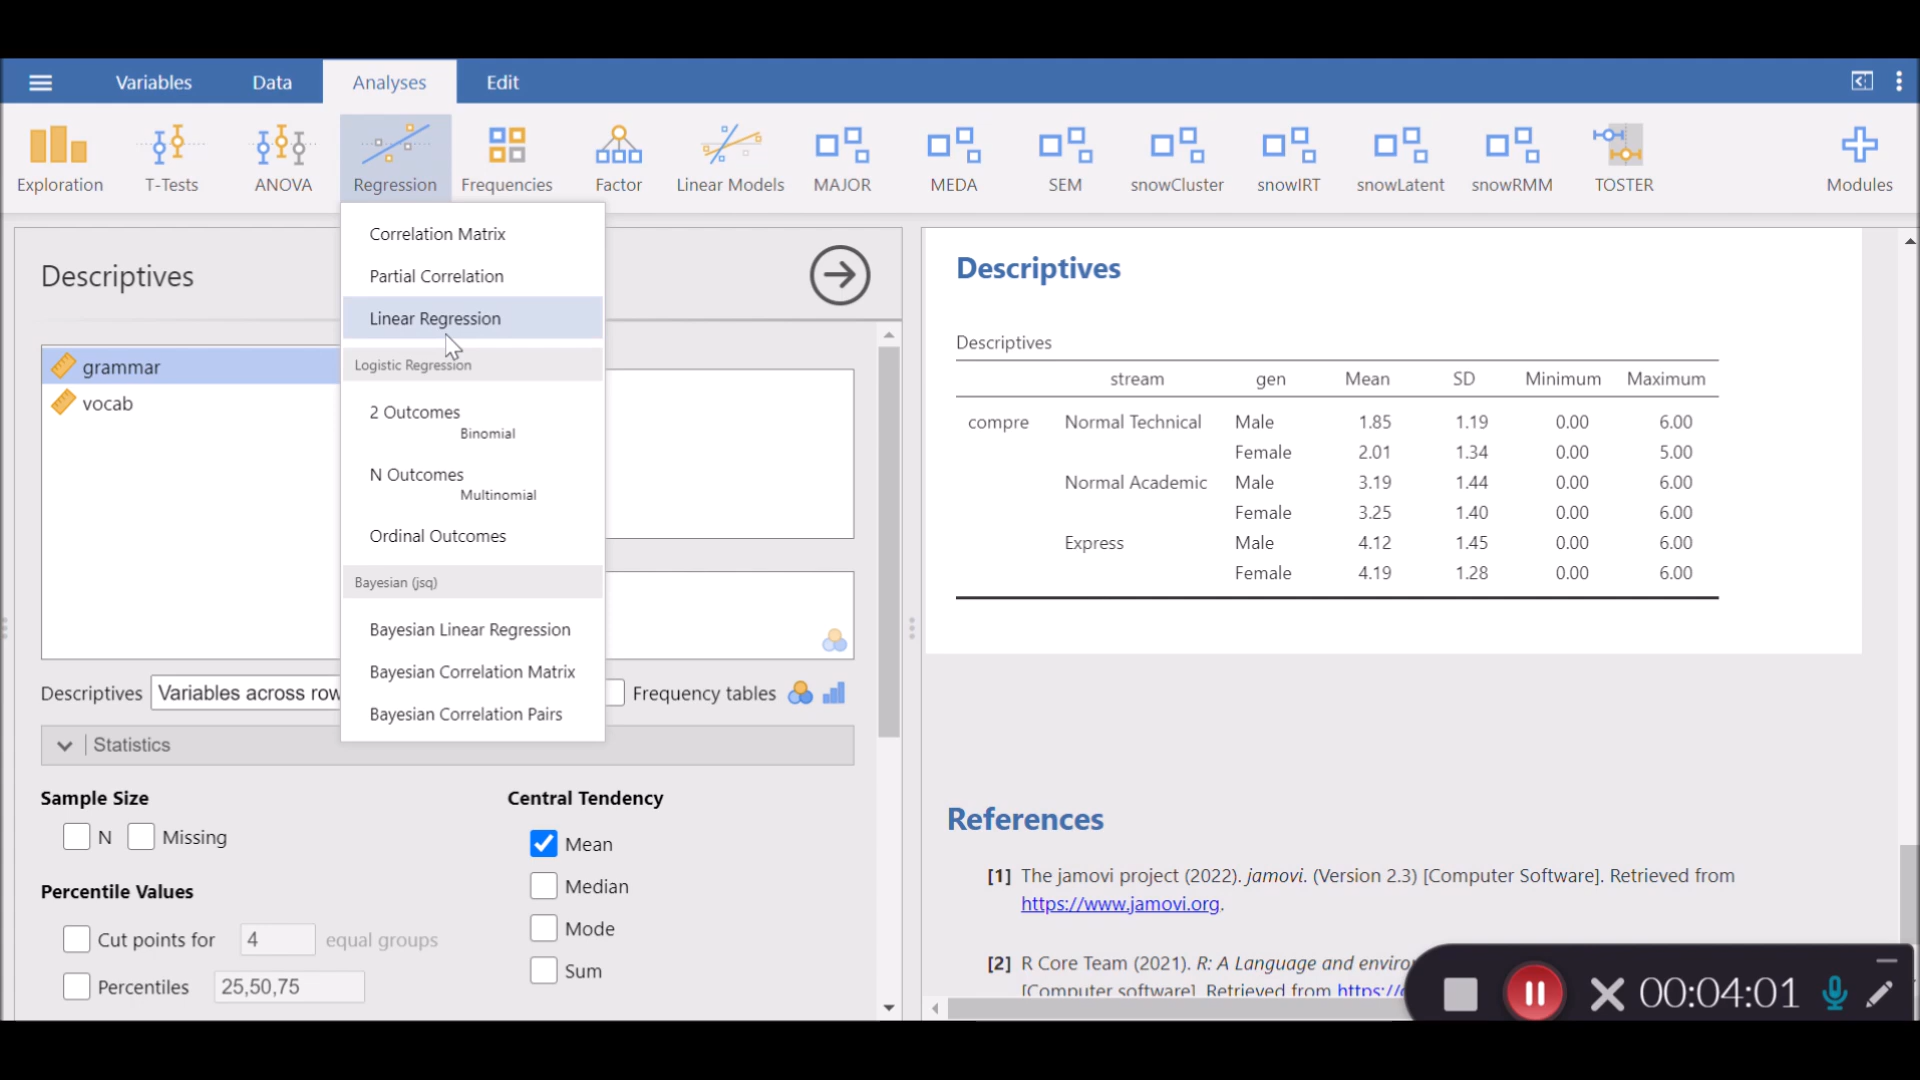 Variables Data Analyses Edit
Exploration T-Tests ANOVA Regression Frequencies Factor Linear Models MAJOR MEDA SEM snowCluster snowIRT snowLatent snowRMM TOSTER Modules
Correlation Matrix
Partial Correlation
Linear Regression
Logistic Regression
2 Outcomes
Binomial
N Outcomes
Multinomial
Ordinal Outcomes
Bayesian (jsq)
Bayesian Linear Regression
Bayesian Correlation Matrix
Bayesian Correlation Pairs
Descriptives
grammar
vocab
Descriptives Variables across row Frequency tables
Statistics
Sample Size
N Missing
Percentile Values
Cut points for 4 equal groups
Percentiles 25,50,75
Central Tendency
Mean
Median
Mode
Sum
Descriptives
Descriptives
stream gen Mean SD Minimum Maximum
compre Normal Technical Male 1.85 1.19 0.00 6.00
Female 2.01 1.34 0.00 5.00
Normal Academic Male 3.19 1.44 0.00 6.00
Female 3.25 1.40 0.00 6.00
Express Male 4.12 1.45 0.00 6.00
Female 4.19 1.28 0.00 6.00
References
[1] The jamovi project (2022). jamovi. (Version 2.3) [Computer Software]. Retrieved from
https://www.jamovi.org.
[2] R Core Team (2021). R: A Language and enviro
[Computer software]. Retrieved from https://c
00:04:01